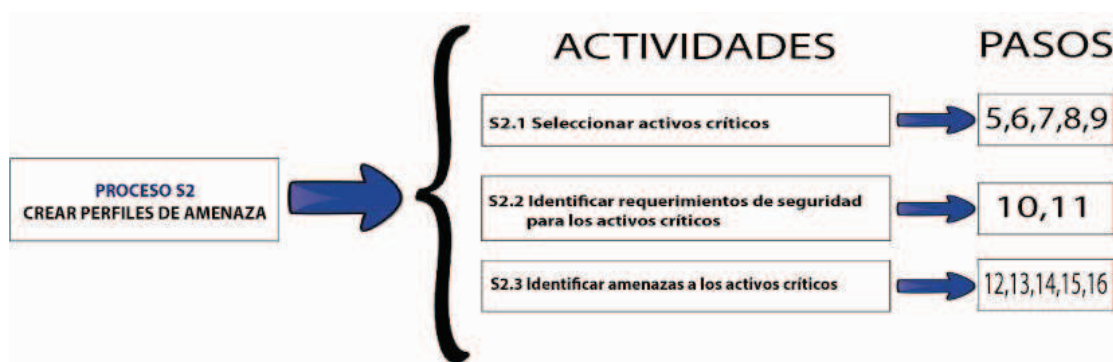 ACTIVIDADES
PASOS
PROCESO S2
CREAR PERFILES DE AMENAZA
S2.1 Seleccionar activos críticos
5,6,7,8,9
S2.2 Identificar requerimientos de seguridad
para los activos críticos
10,11
S2.3 Identificar amenazas a los activos críticos
12,13,14,15,16